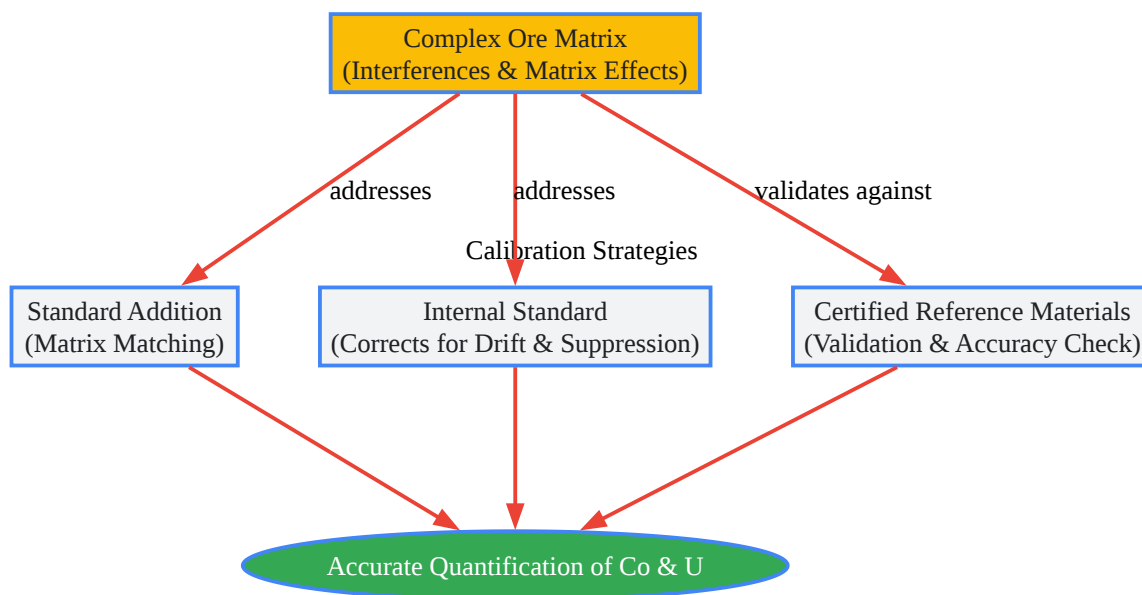 Complex Ore Matrix
(Interferences & Matrix Effects)
addresses
addresses
validates against
Calibration Strategies
Standard Addition
(Matrix Matching)
Internal Standard
(Corrects for Drift & Suppression)
Certified Reference Materials
(Validation & Accuracy Check)
Accurate Quantification of Co & U